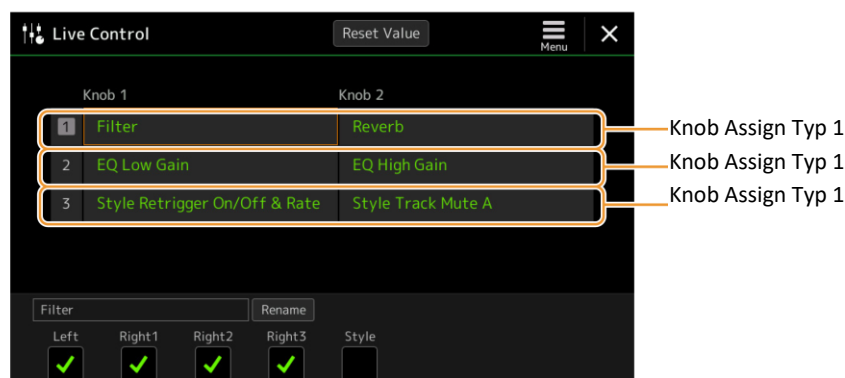 Live Control Reset Value Menu
Knob 1 Knob 2
1 Filter Reverb Knob Assign Typ 1
2 EQ Low Gain EQ High Gain Knob Assign Typ 1
3 Style Retrigger On/Off & Rate Style Track Mute A Knob Assign Typ 1
Filter Rename
Left Right1 Right2 Right3 Style